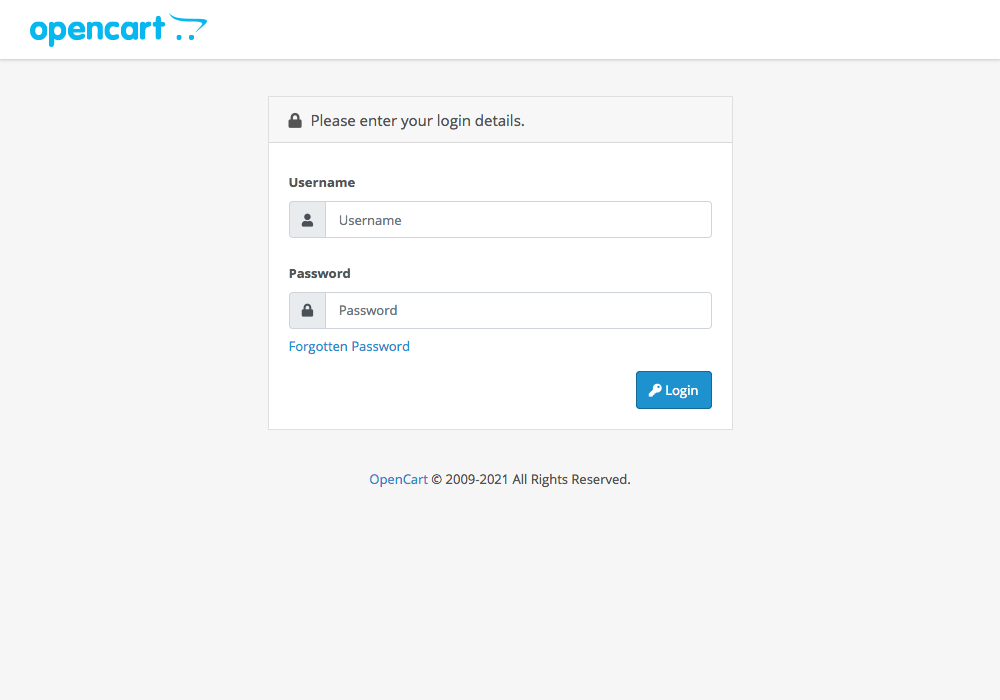 opencart
Please enter your login details.
Username
Username
Password
Password
Forgotten Password
Login
OpenCart © 2009-2021 All Rights Reserved.